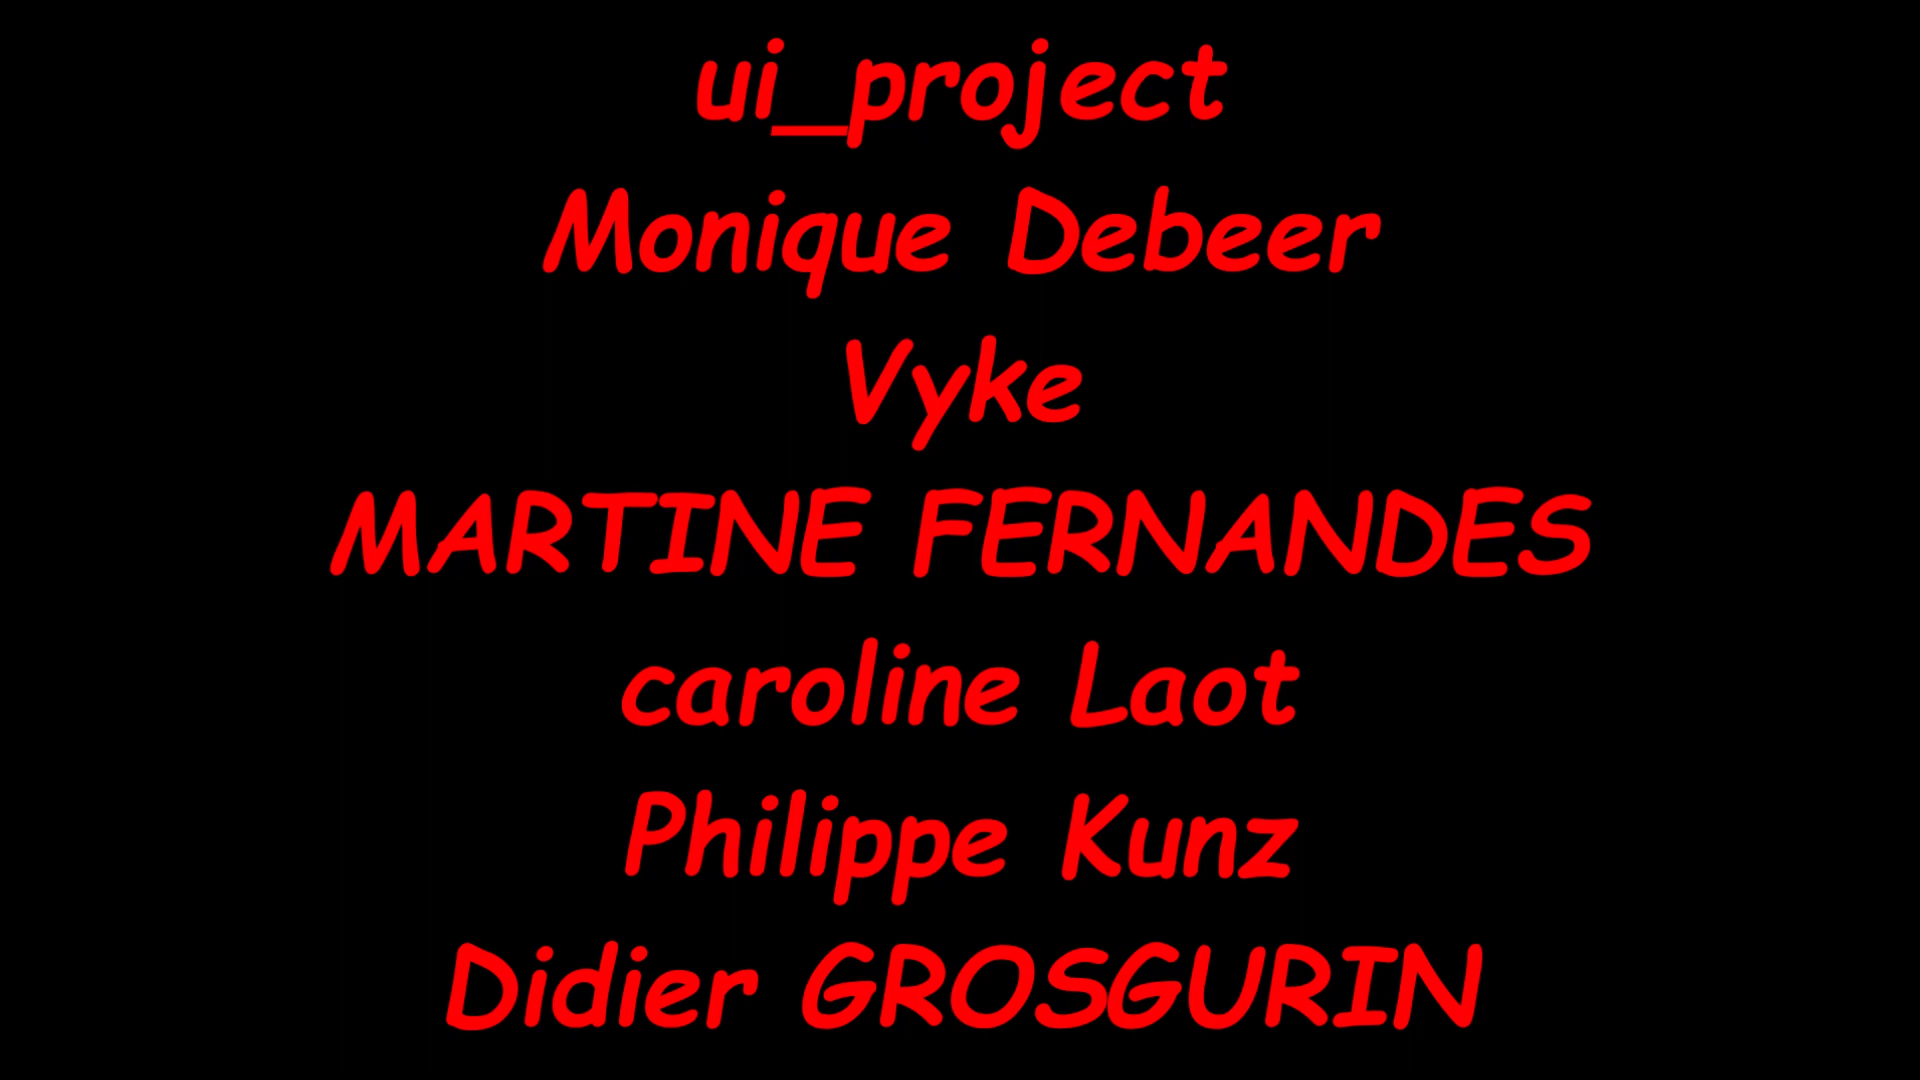 ui_project
Monique Debeer
Vyke
MARTINE FERNANDES
caroline Laot
Philippe Kunz
Didier GROSGURIN